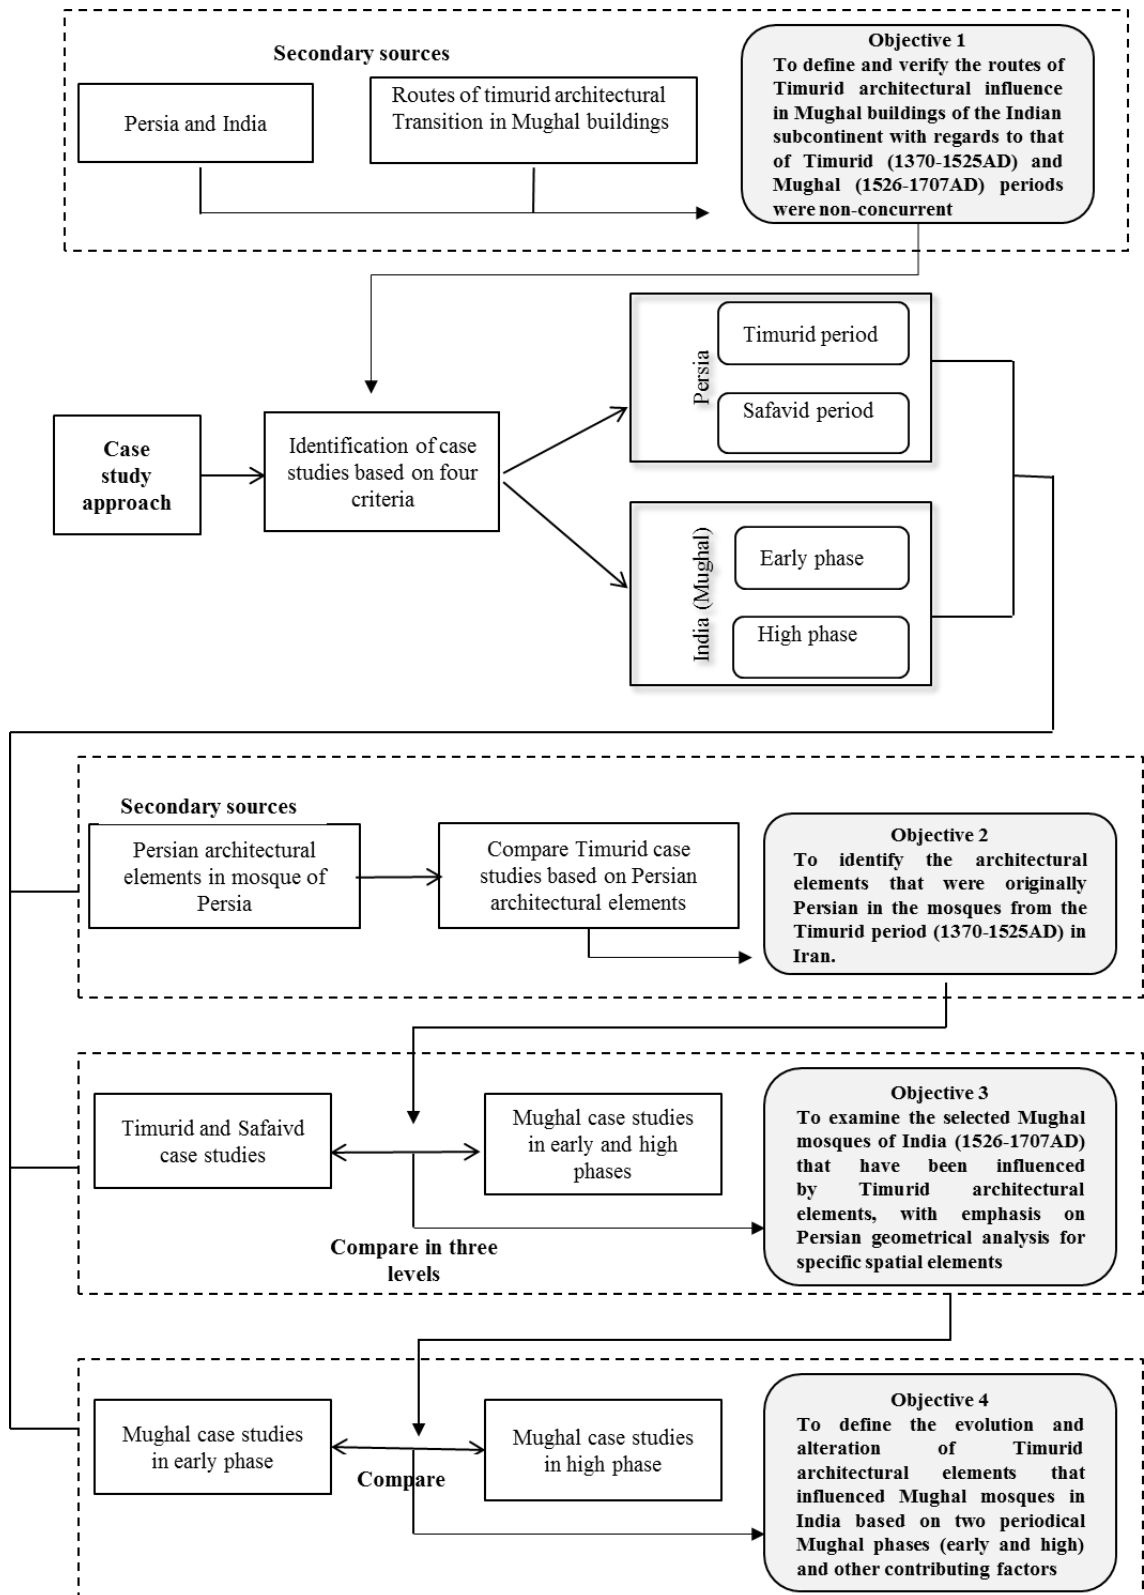 Secondary sources
Persia and India
Routes of timurid architectural
Transition in Mughal buildings
Objective 1
To define and verify the routes of
Timurid architectural influence
in Mughal buildings of the Indian
subcontinent with regards to that
of Timurid (1370-1525AD) and
Mughal (1526-1707AD) periods
were non-concurrent
Case
study
approach
Identification of case
studies based on four
criteria
Persia
Timurid period
Safavid period
India (Mughal)
Early phase
High phase
Secondary sources
Persian architectural
elements in mosque of
Persia
Compare Timurid case
studies based on Persian
architectural elements
Objective 2
To identify the architectural
elements that were originally
Persian in the mosques from the
Timurid period (1370-1525AD) in
Iran.
Timurid and Safaivd
case studies
Mughal case studies
in early and high
phases
Compare in three
levels
Objective 3
To examine the selected Mughal
mosques of India (1526-1707AD)
that have been influenced
by Timurid architectural
elements, with emphasis on
Persian geometrical analysis for
specific spatial elements
Mughal case studies
in early phase
Compare
Mughal case studies
in high phase
Objective 4
To define the evolution and
alteration of Timurid
architectural elements that
influenced Mughal mosques in
India based on two periodical
Mughal phases (early and high)
and other contributing factors